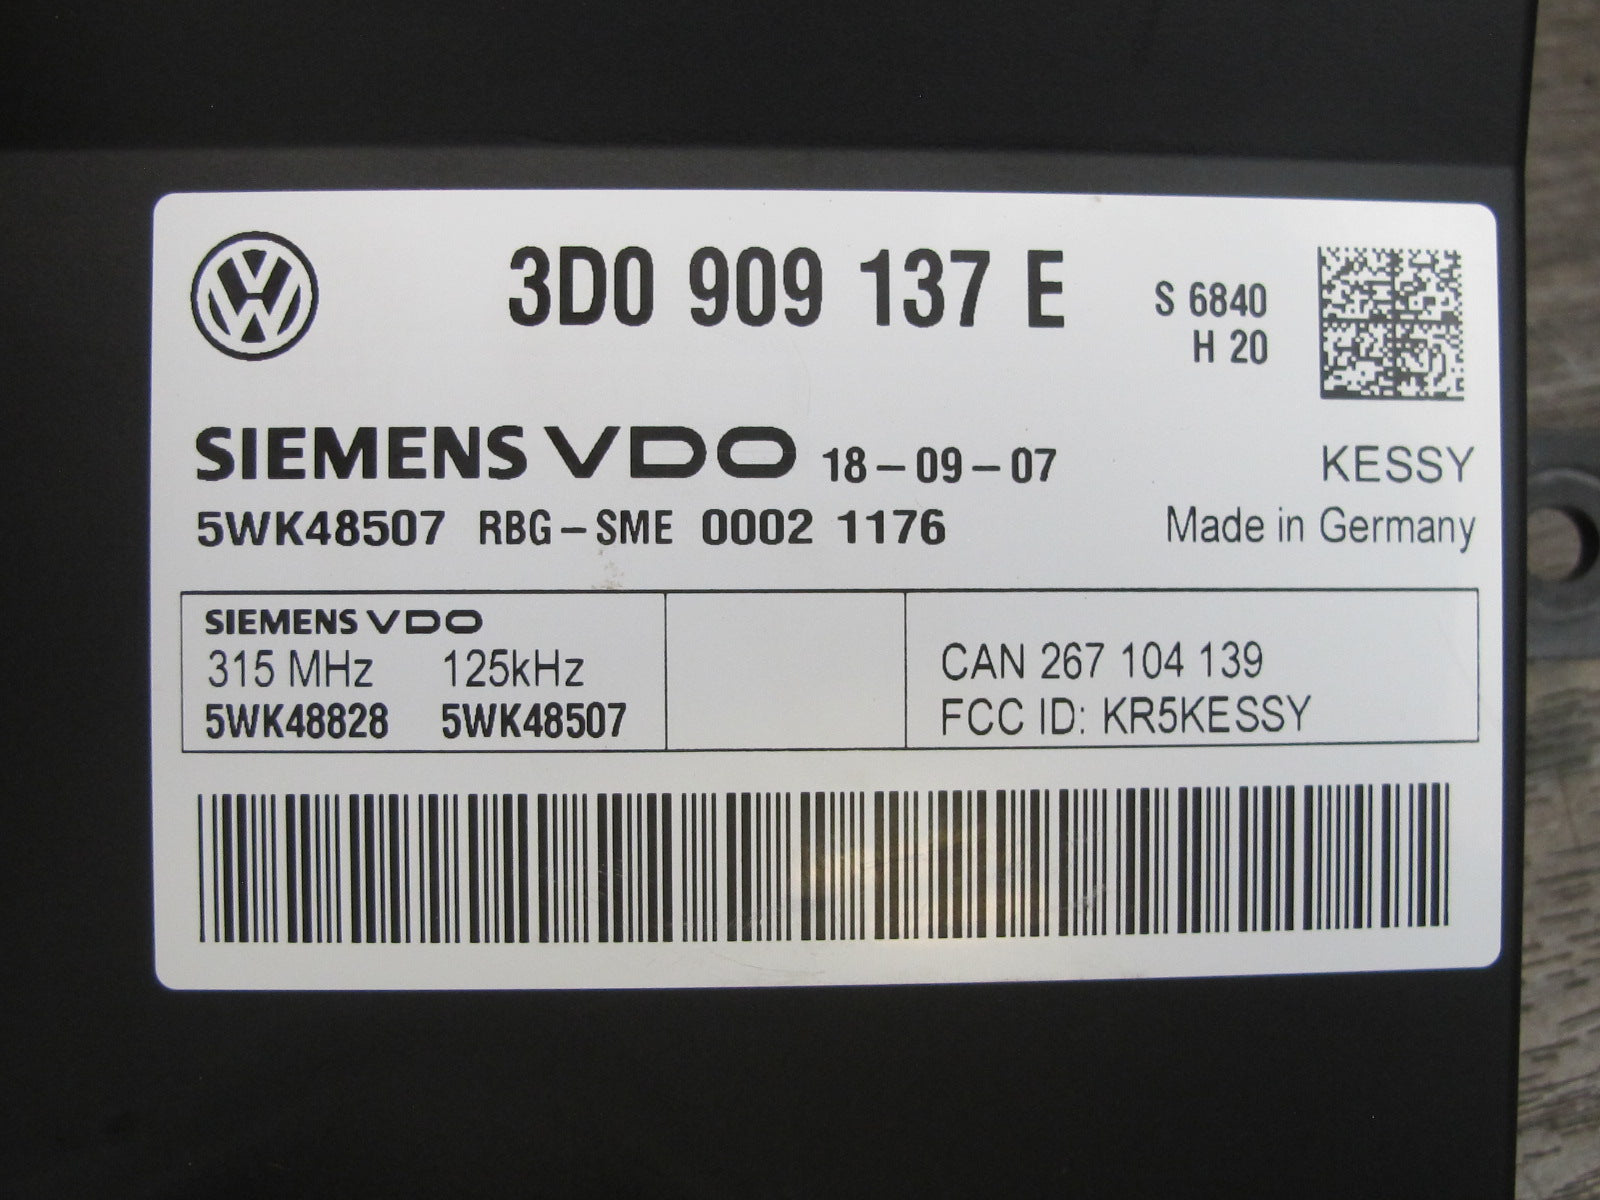 3D0 909 137 E
S 6840
H 20
SIEMENS VDO 18-09-07
KESSY
5WK48507 RBG-SME 0002 1176
Made in Germany
SIEMENS VDO
315 MHz 125kHz
5WK48828 5WK48507
CAN 267 104 139
FCC ID: KR5KESSY